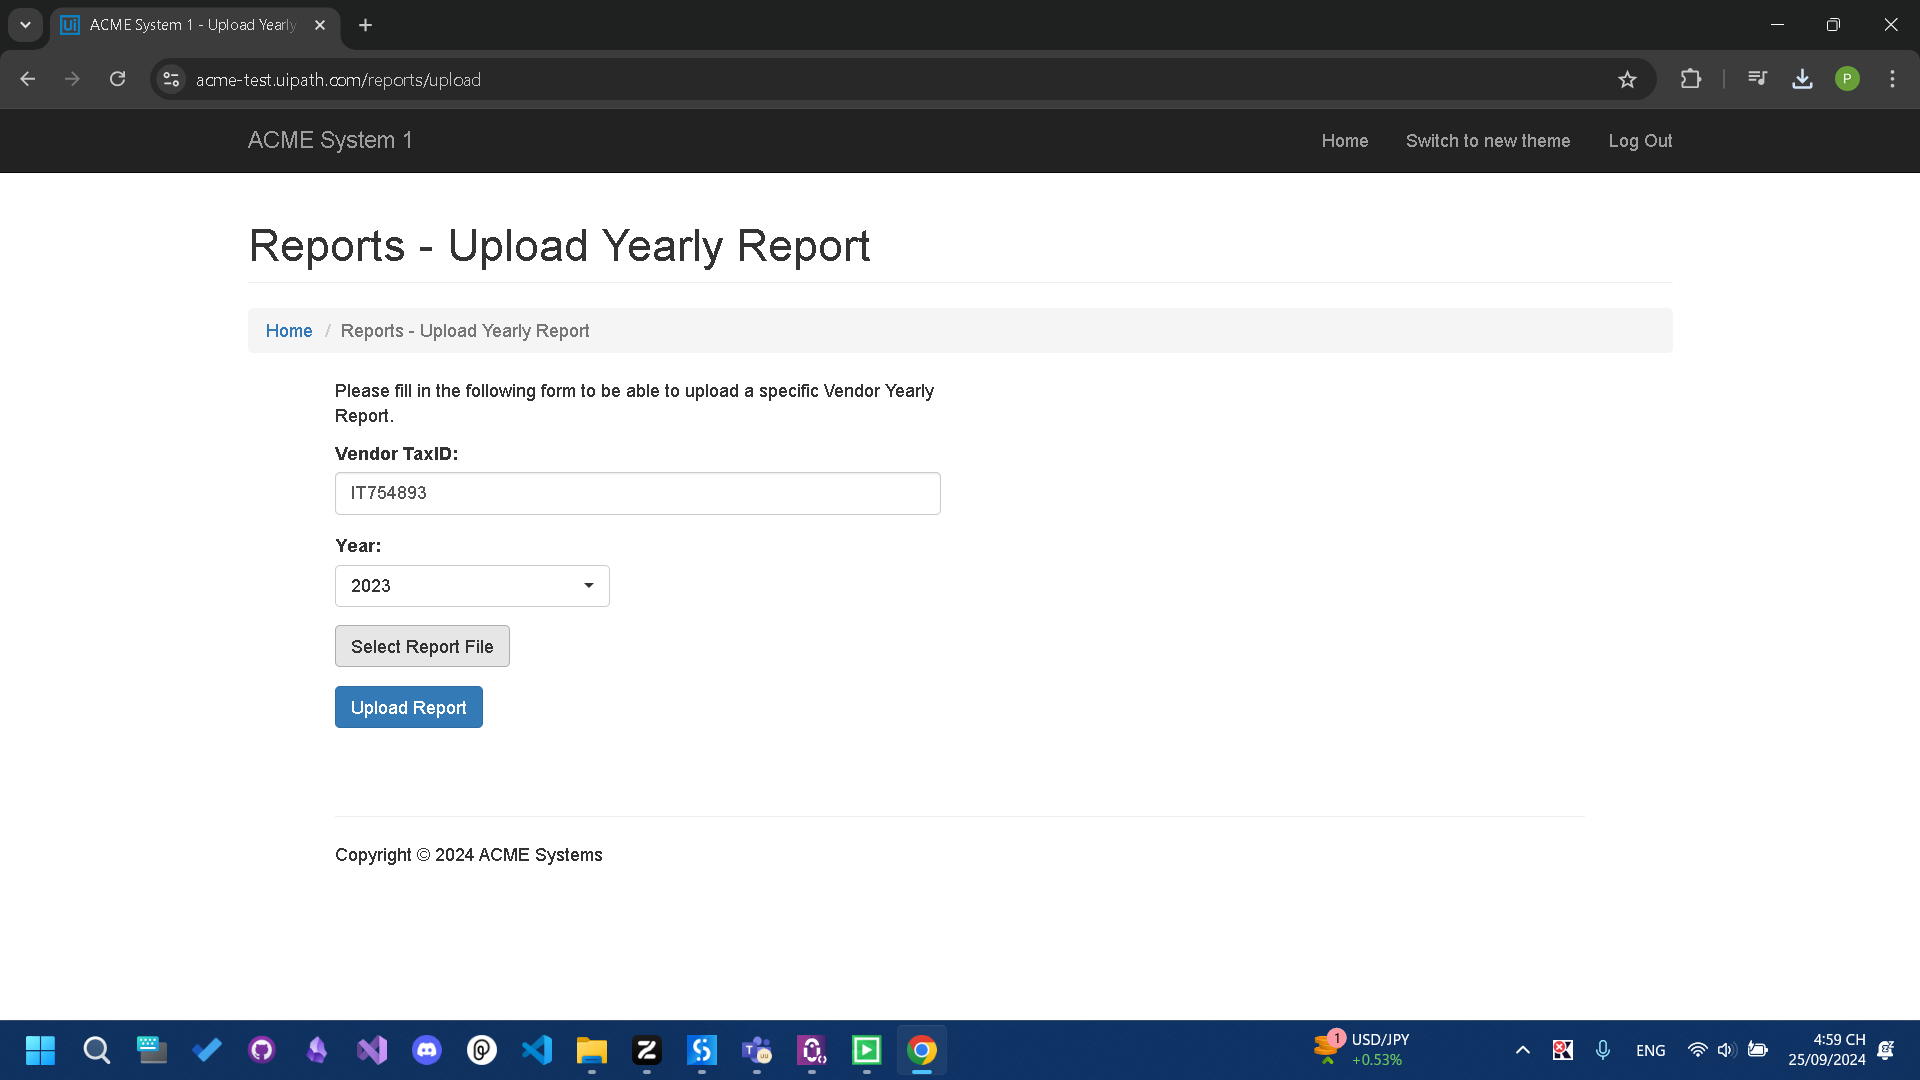 ACME System 1 - Upload Yearly
acme-test.uipath.com/reports/upload
P
ACME System 1
Home
Switch to new theme
Log Out
Reports - Upload Yearly Report
Home / Reports - Upload Yearly Report
Please fill in the following form to be able to upload a specific Vendor Yearly
Report.
Vendor TaxID:
IT754893
Year:
2023
Select Report File
Upload Report
Copyright © 2024 ACME Systems
1
USD/JPY
+0.53%
ENG
4:59 CH
25/09/2024